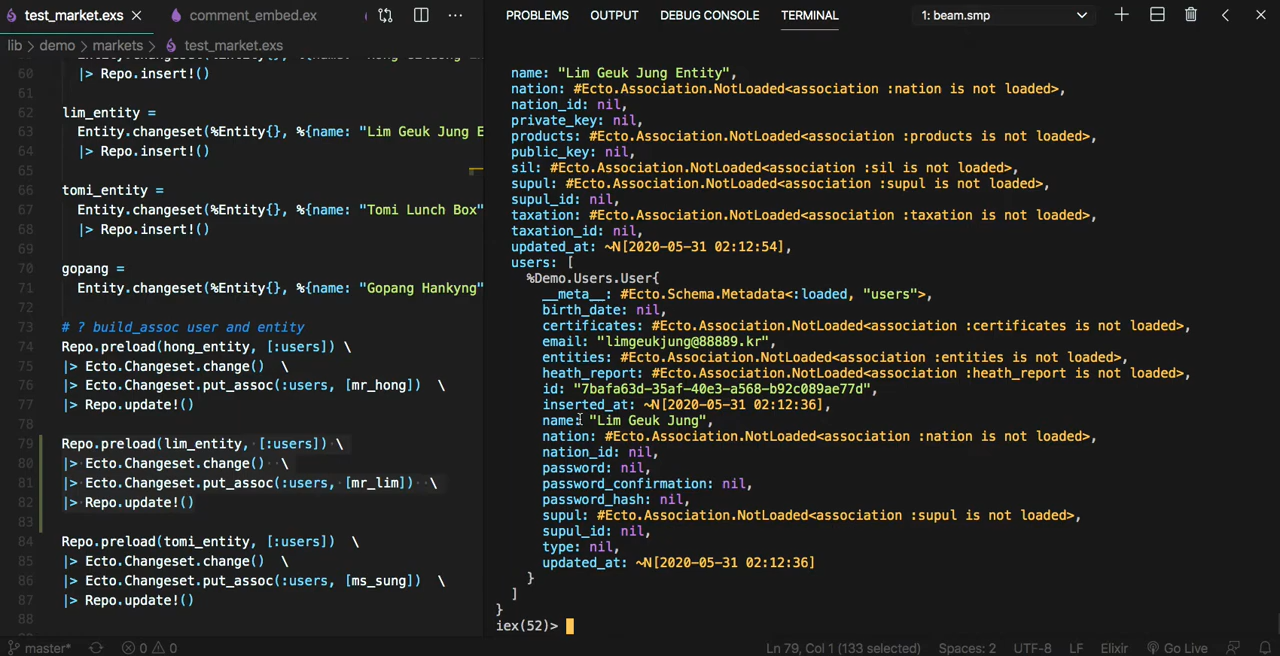 test_market.exs
comment_embed.ex
lib > demo > markets > test_market.exs
60 |> Repo.insert!()
61
62 lim_entity =
63 Entity.changeset(%Entity{}, %{name: "Lim Geuk Jung E
64 |> Repo.insert!()
65
66 tomi_entity =
67 Entity.changeset(%Entity{}, %{name: "Tomi Lunch Box"
68 |> Repo.insert!()
69
70 gopang =
71 Entity.changeset(%Entity{}, %{name: "Gopang Hankyng"
72
73 # ? build_assoc user and entity
74 Repo.preload(hong_entity, [:users]) \
75 |> Ecto.Changeset.change() \
76 |> Ecto.Changeset.put_assoc(:users, [mr_hong]) \
77 |> Repo.update!()
78
79 Repo.preload(lim_entity, [:users]) \
80 |> Ecto.Changeset.change() \
81 |> Ecto.Changeset.put_assoc(:users, [mr_lim]) \
82 |> Repo.update!()
83
84 Repo.preload(tomi_entity, [:users]) \
85 |> Ecto.Changeset.change() \
86 |> Ecto.Changeset.put_assoc(:users, [ms_sung]) \
87 |> Repo.update!()
88
PROBLEMS OUTPUT DEBUG CONSOLE TERMINAL 1: beam.smp
name: "Lim Geuk Jung Entity",
nation: #Ecto.Association.NotLoaded<association :nation is not loaded>,
nation_id: nil,
private_key: nil,
products: #Ecto.Association.NotLoaded<association :products is not loaded>,
public_key: nil,
sil: #Ecto.Association.NotLoaded<association :sil is not loaded>,
supul: #Ecto.Association.NotLoaded<association :supul is not loaded>,
supul_id: nil,
taxation: #Ecto.Association.NotLoaded<association :taxation is not loaded>,
taxation_id: nil,
updated_at: ~N[2020-05-31 02:12:54],
users: [
%Demo.Users.User{
__meta__: #Ecto.Schema.Metadata<:loaded, "users">,
birth_date: nil,
certificates: #Ecto.Association.NotLoaded<association :certificates is not loaded>,
email: "limgeukjung@88889.kr",
entities: #Ecto.Association.NotLoaded<association :entities is not loaded>,
heath_report: #Ecto.Association.NotLoaded<association :heath_report is not loaded>,
id: "7bafa63d-35af-40e3-a568-b92c089ae77d",
inserted_at: ~N[2020-05-31 02:12:36],
name: "Lim Geuk Jung",
nation: #Ecto.Association.NotLoaded<association :nation is not loaded>,
nation_id: nil,
password: nil,
password_confirmation: nil,
password_hash: nil,
supul: #Ecto.Association.NotLoaded<association :supul is not loaded>,
supul_id: nil,
type: nil,
updated_at: ~N[2020-05-31 02:12:36]
}
]
}
iex(52)>
master* 0 0 Ln 79, Col 1 (133 selected) Spaces: 2 UTF-8 LF Elixir Go Live